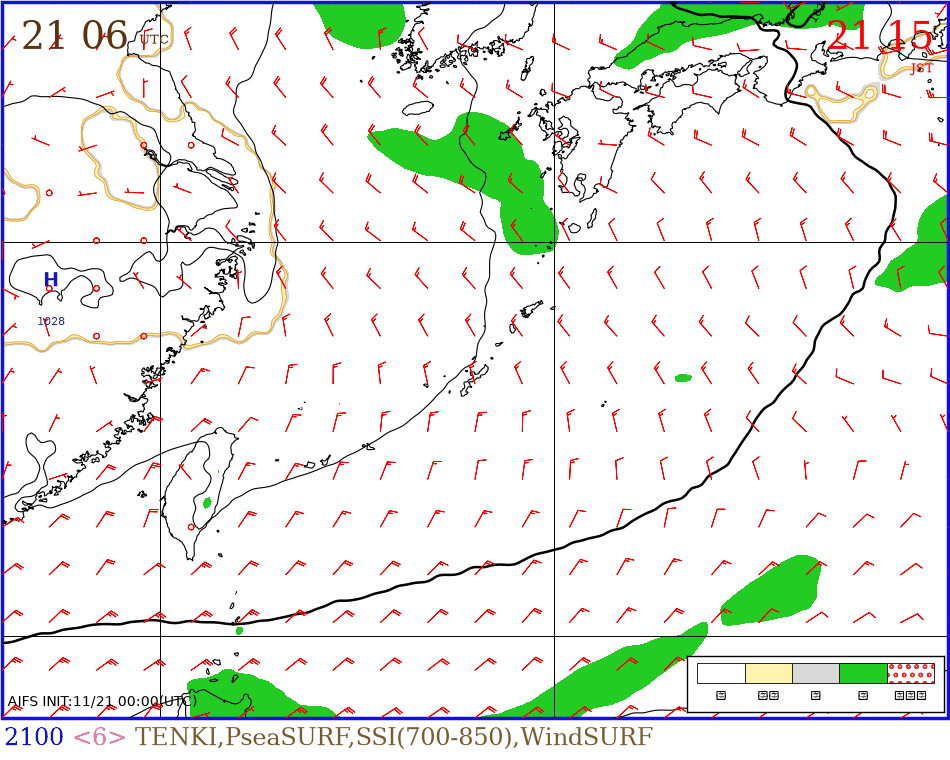 21 06 UTC
21 15
JST
H
1028
AIFS INIT:11/21 00:00(UTC)
2100 <6> TENKI,PseaSURF,SSI(700-850),WindSURF